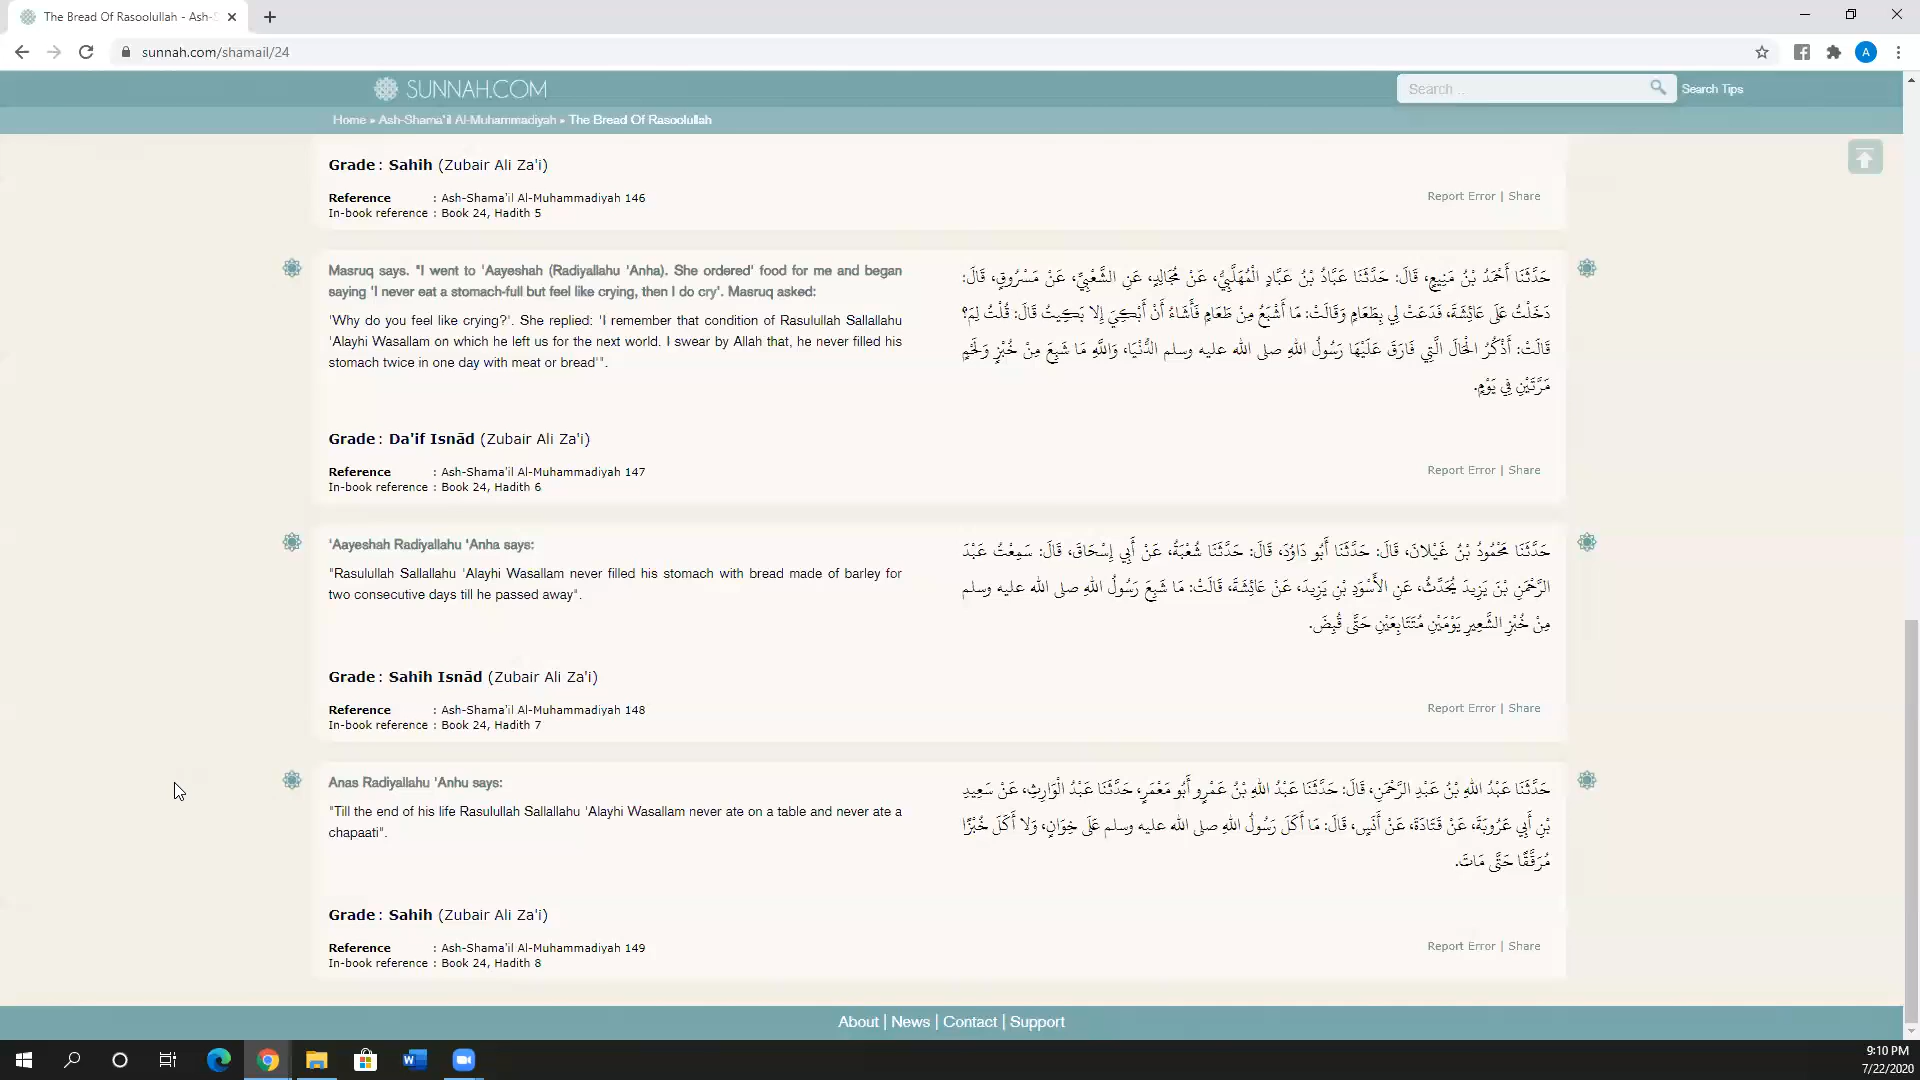 The Bread Of Rasoolullah - Ash-S
sunnah.com/shamail/24
A
SUNNAH.COM
Search ..
Search Tips
Home » Ash-Shama'il Al-Muhammadiyah » The Bread Of Rasoolullah
Grade : Sahih (Zubair Ali Za'i)
Reference : Ash-Shama'il Al-Muhammadiyah 146
In-book reference : Book 24, Hadith 5
Report Error | Share
Masruq says. "I went to 'Aayeshah (Radiyallahu 'Anha). She ordered' food for me and began
saying 'I never eat a stomach-full but feel like crying, then I do cry'. Masruq asked:
'Why do you feel like crying?'. She replied: 'I remember that condition of Rasulullah Sallallahu
'Alayhi Wasallam on which he left us for the next world. I swear by Allah that, he never filled his
stomach twice in one day with meat or bread'".
حَدَّثَنَا أَحْمَدُ بْنُ مَنِيعٍ، قَالَ: حَدَّثَنَا عَبَّادُ بْنُ عَبَّادٍ الْمُهَلَّبِيُّ، عَنْ مُجَالِدٍ، عَنِ الشَّعْبِيِّ، عَنْ مَسْرُوقٍ، قَالَ:
دَخَلْتُ عَلَى عَائِشَةَ، فَدَعَتْ لِي بِطَعَامٍ وَقَالَتْ: مَا أَشْبَعُ مِنْ طَعَامٍ فَأَشَاءُ أَنْ أَبْكِيَ إِلا بَكِيتُ قَالَ: قُلْتُ لِمَ؟
قَالَتْ: أَذْكُرُ الْحَالَ الَّتِي فَارَقَ عَلَيْهَا رَسُولُ اللهِ صلى الله عليه وسلم الدُّنْيَا، وَاللَّهِ مَا شَبِعَ مِنْ خُبْزٍ وَلَحْمٍ
مَرَّتَيْنِ فِي يَوْمٍ.
Grade : Da'if Isnād (Zubair Ali Za'i)
Reference : Ash-Shama'il Al-Muhammadiyah 147
In-book reference : Book 24, Hadith 6
Report Error | Share
'Aayeshah Radiyallahu 'Anha says:
"Rasulullah Sallallahu 'Alayhi Wasallam never filled his stomach with bread made of barley for
two consecutive days till he passed away".
حَدَّثَنَا مَحْمُودُ بْنُ غَيْلانَ، قَالَ: حَدَّثَنَا أَبُو دَاوُدَ، قَالَ: حَدَّثَنَا شُعْبَةُ، عَنْ أَبِي إِسْحَاقَ، قَالَ: سَمِعْتُ عَبْدَ
الرَّحْمَنِ بْنَ يَزِيدَ يُحَدِّثُ، عَنِ الأَسْوَدِ بْنِ يَزِيدَ، عَنْ عَائِشَةَ، قَالَتْ: مَا شَبِعَ رَسُولُ اللهِ صلى الله عليه وسلم
مِنْ خُبْزِ الشَّعِيرِ يَوْمَيْنِ مُتَتَابِعَيْنِ حَتَّى قُبِضَ.
Grade : Sahih Isnād (Zubair Ali Za'i)
Reference : Ash-Shama'il Al-Muhammadiyah 148
In-book reference : Book 24, Hadith 7
Report Error | Share
Anas Radiyallahu 'Anhu says:
"Till the end of his life Rasulullah Sallallahu 'Alayhi Wasallam never ate on a table and never ate a
chapaati".
حَدَّثَنَا عَبْدُ اللهِ بْنُ عَبْدِ الرَّحْمَنِ، قَالَ: حَدَّثَنَا عَبْدُ اللهِ بْنُ عَمْرٍو أَبُو مَعْمَرٍ، حَدَّثَنَا عَبْدُ الْوَارِثِ، عَنْ سَعِيدِ
بْنِ أَبِي عَرُوبَةَ، عَنْ قَتَادَةَ، عَنْ أَنَسٍ، قَالَ: مَا أَكَلَ رَسُولُ اللهِ صلى الله عليه وسلم عَلَى خِوَانٍ، وَلا أَكَلَ خُبْزًا
مُرَقَّقًا حَتَّى مَاتَ.
Grade : Sahih (Zubair Ali Za'i)
Reference : Ash-Shama'il Al-Muhammadiyah 149
In-book reference : Book 24, Hadith 8
Report Error | Share
About | News | Contact | Support
9:10 PM
7/22/2020